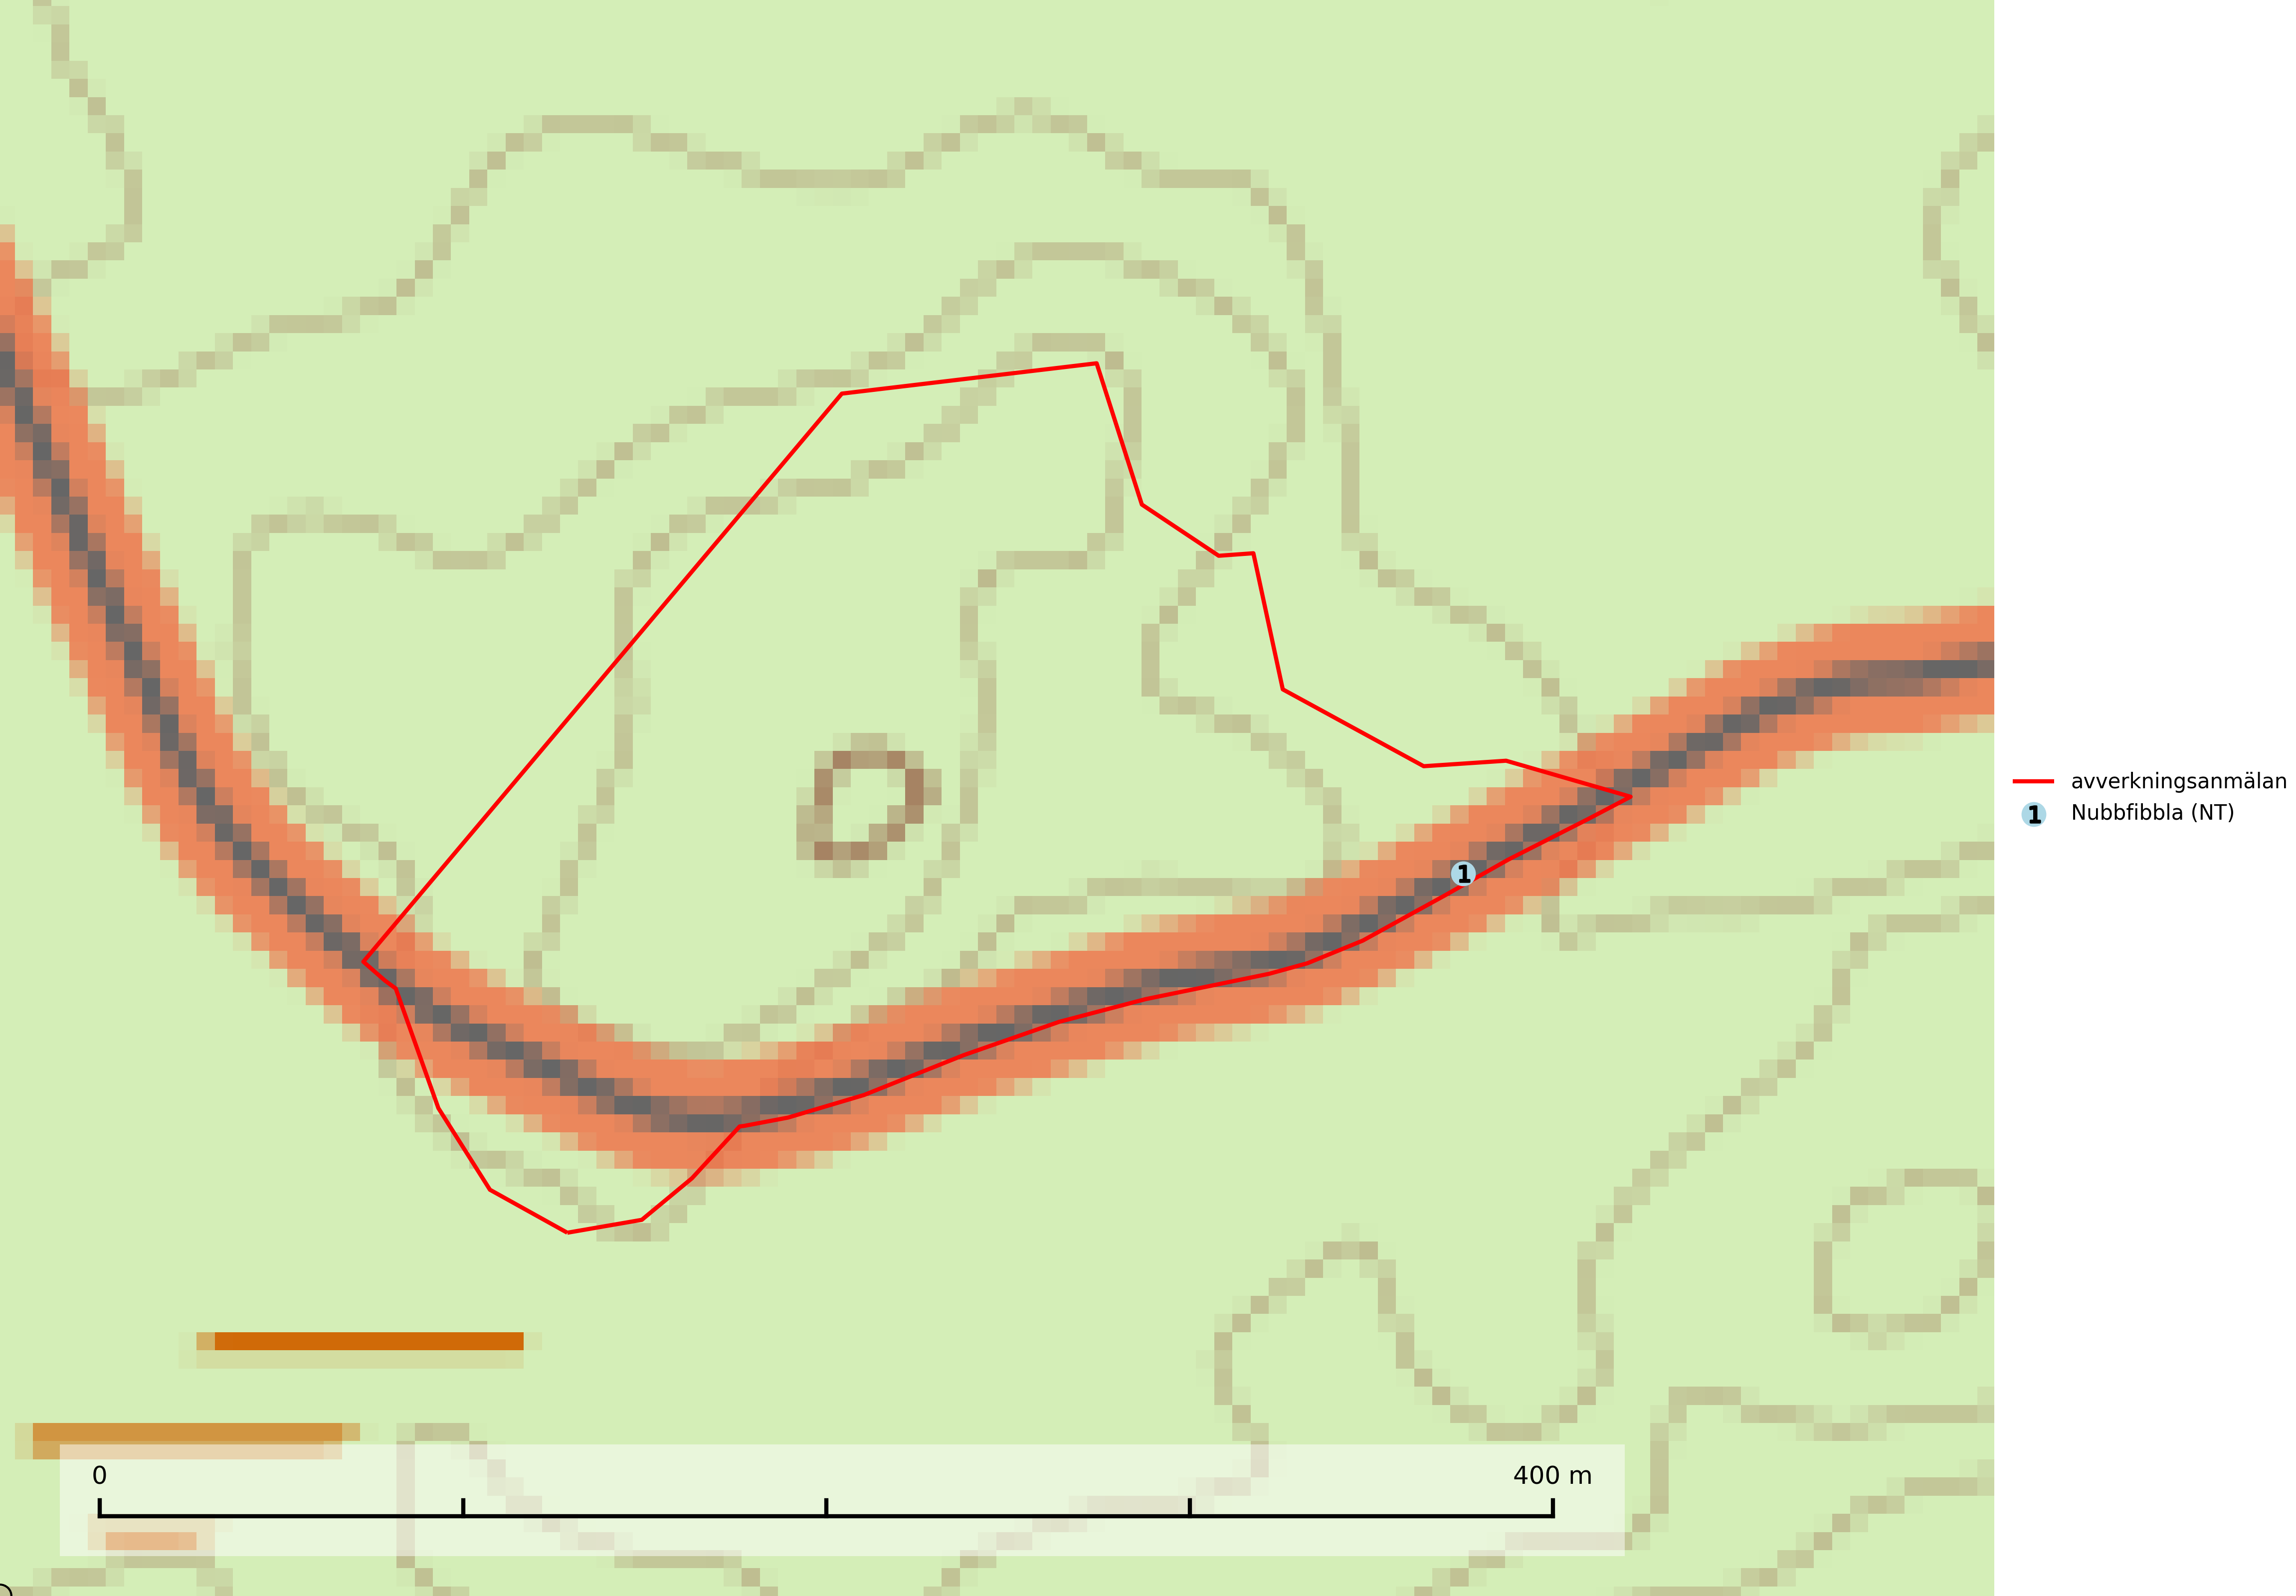 1
avverkningsanmälan
1 Nubbfibbla (NT)
0 400 m